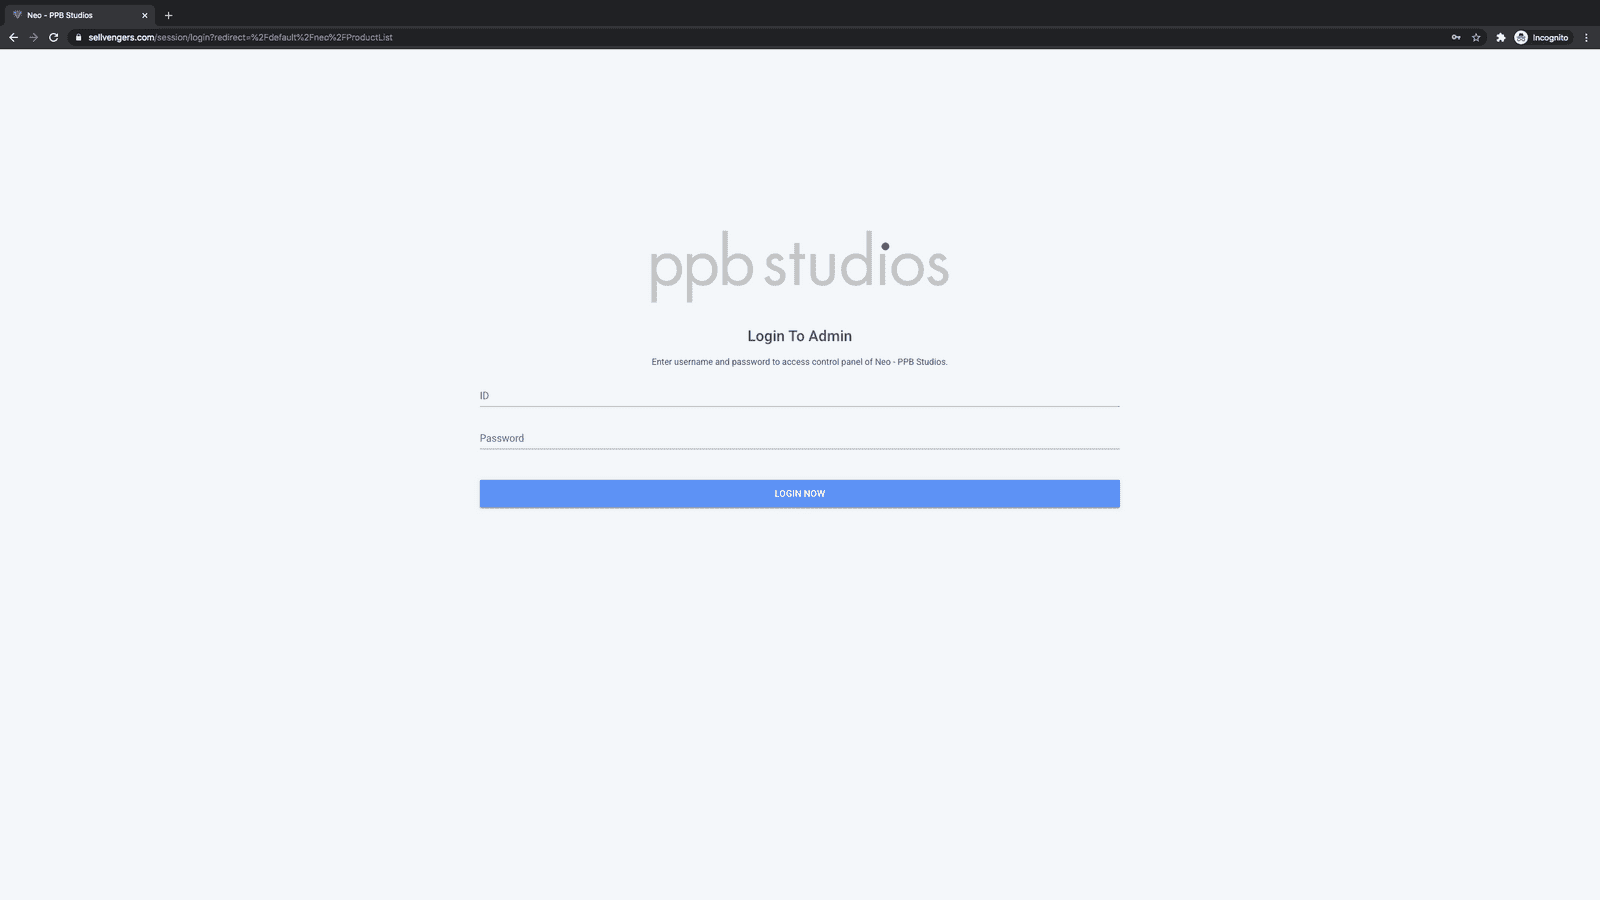 Neo - PPB Studios
sellvengers.com/session/login?redirect=%2Fdefault%2Fneo%2FProductList
Incognito
ppb studios
Login To Admin
Enter username and password to access control panel of Neo - PPB Studios.
ID
Password
LOGIN NOW